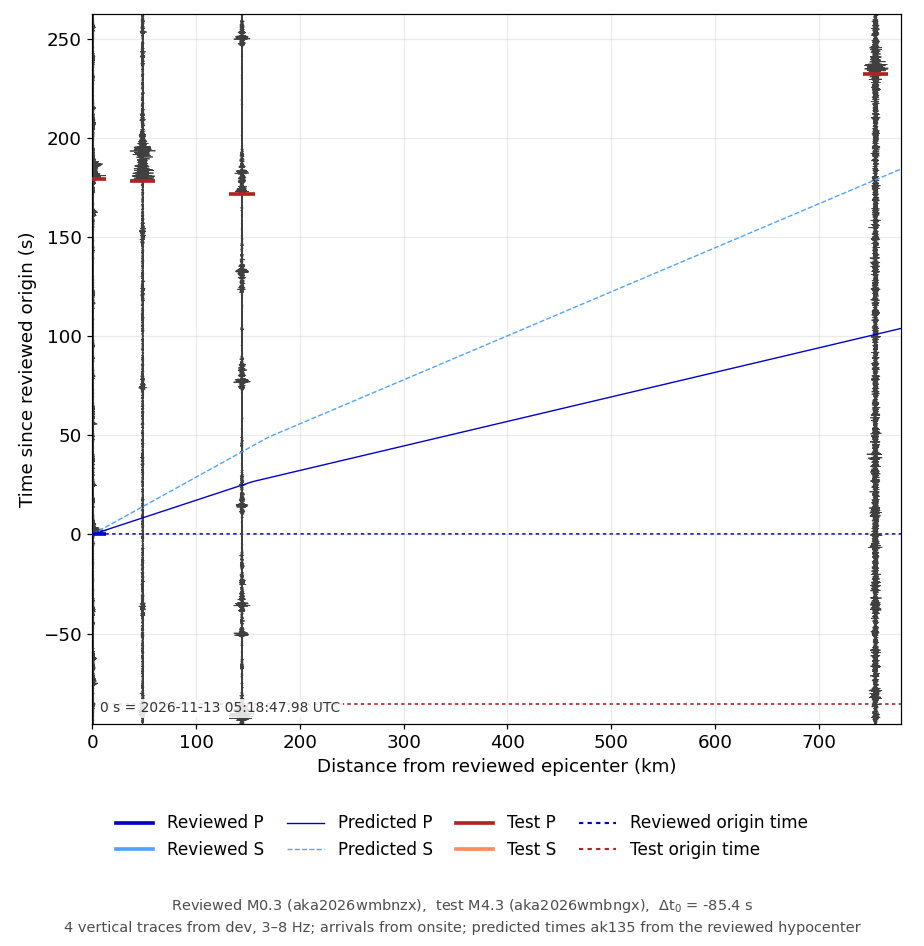 250
200
150
100
50
0
−50
Time since reviewed origin (s)
0 s = 2026-11-13 05:18:47.98 UTC
0 100 200 300 400 500 600 700
Distance from reviewed epicenter (km)
Reviewed P Predicted P Test P Reviewed origin time
Reviewed S Predicted S Test S Test origin time
Reviewed M0.3 (aka2026wmbnzx), test M4.3 (aka2026wmbngx), Δt₀ = -85.4 s
4 vertical traces from dev, 3–8 Hz; arrivals from onsite; predicted times ak135 from the reviewed hypocenter